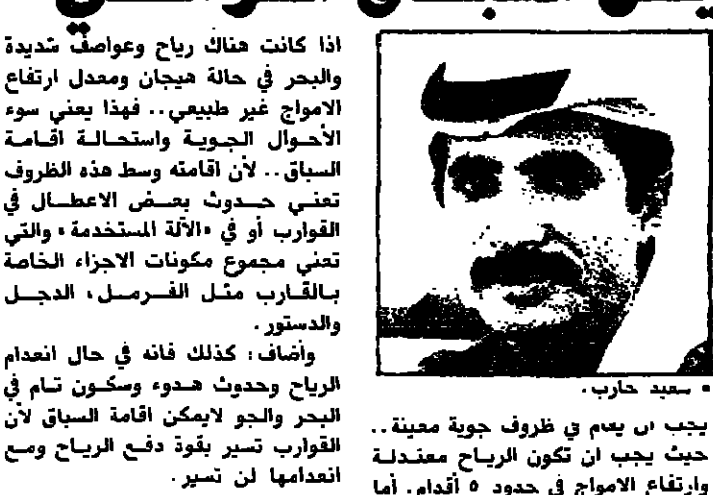 • سعيد حارب •
يجب ان يقام في ظروف جوية معينة..
حيث يجب ان تكون الرياح معتدلة
وارتفاع الامواج في حدود ٥ أقدام. أما
اذا كانت هناك رياح وعواصف شديدة
والبحر في حالة هيجان ومعدل ارتفاع
الامواج غير طبيعي.. فهذا يعني سوء
الأحوال الجوية واستحالة اقامة
السباق.. لأن اقامته وسط هذه الظروف
تعني حدوث بعض الاعطال في
القوارب أو في «الآلة المستخدمة» والتي
تعني مجموع مكونات الاجزاء الخاصة
بالقارب مثل الفرمل، الدجل
والدستور.
وأضاف: كذلك فانه في حال انعدام
الرياح وحدوث هدوء وسكون تام في
البحر والجو لايمكن اقامة السباق لأن
القوارب تسير بقوة دفع الرياح ومع
انعدامها لن تسير.